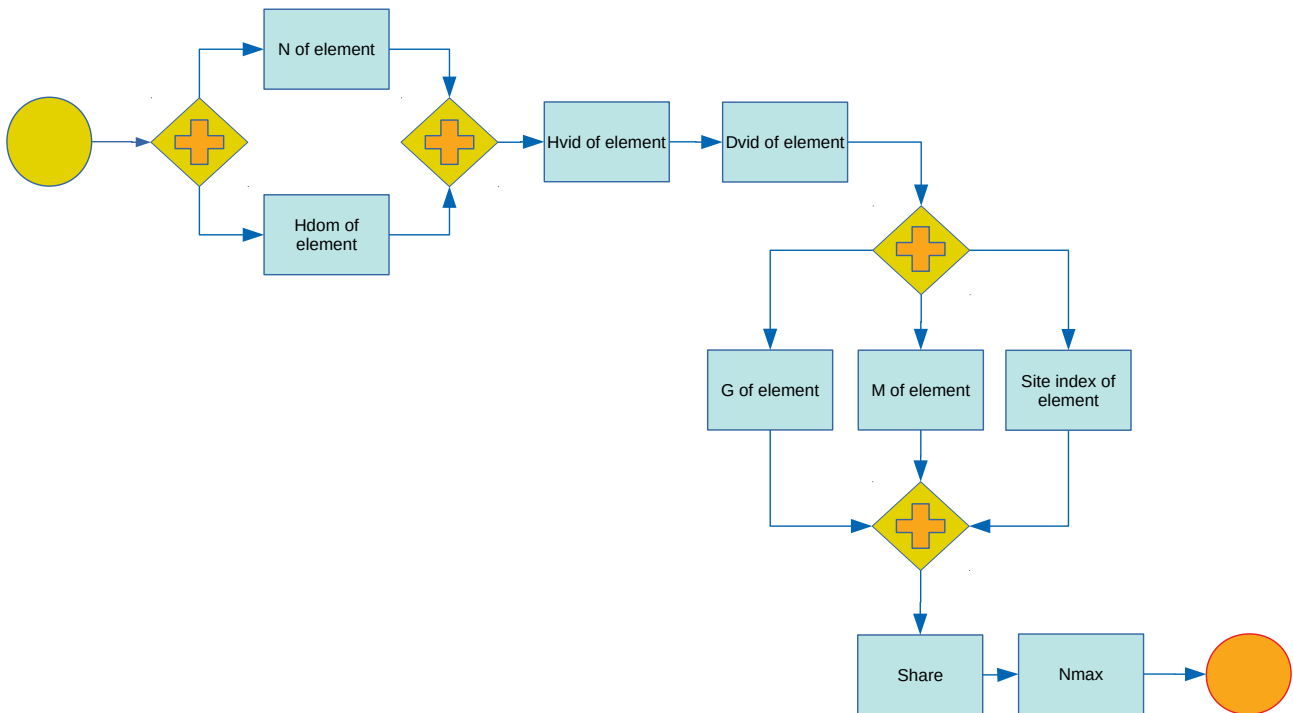 N of element
Hdom of
element
Hvid of element
Dvid of element
G of element
M of element
Site index of
element
Share
Nmax